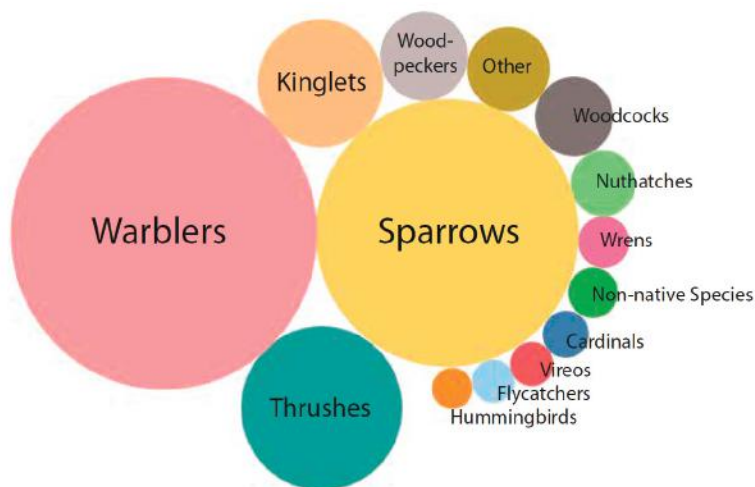 Wood-
peckers
Kinglets
Other
Woodcocks
Nuthatches
Warblers
Sparrows
Wrens
Non-native Species
Cardinals
Vireos
Flycatchers
Thrushes
Hummingbirds